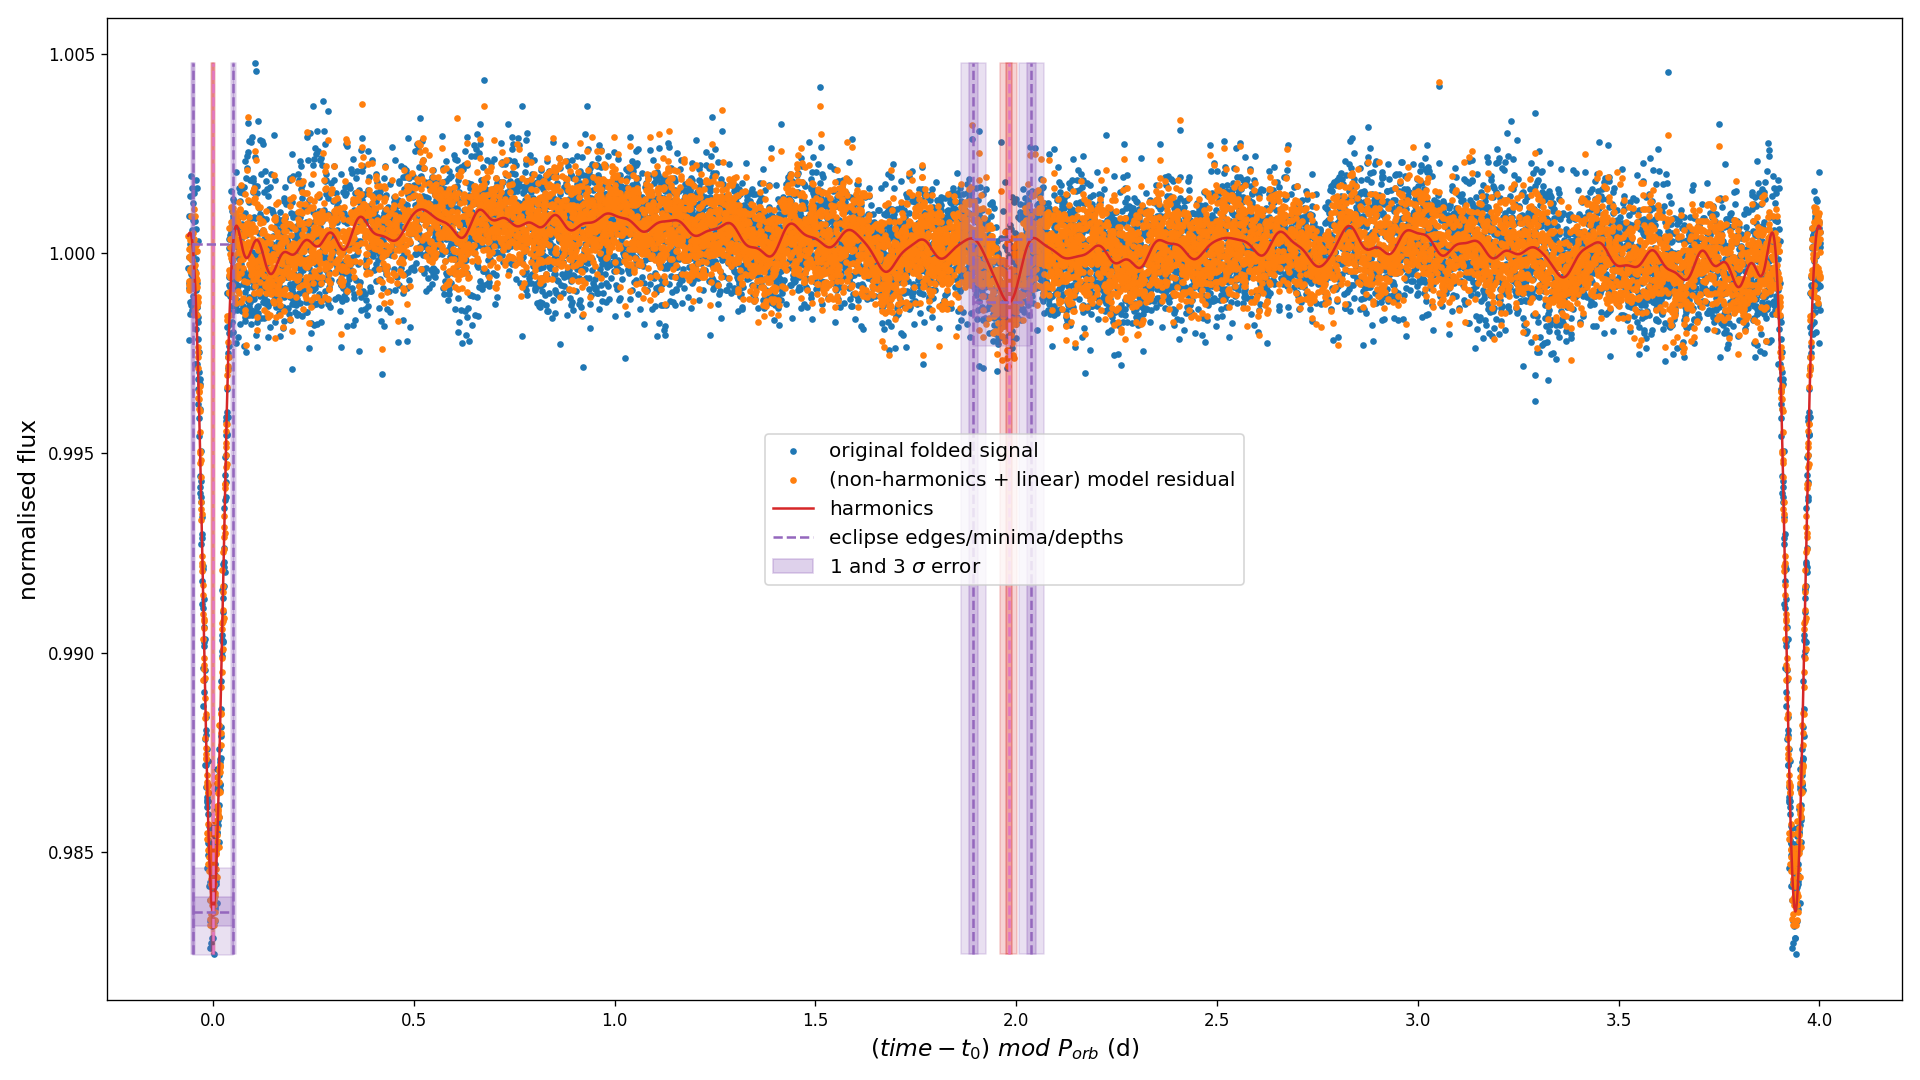 1.005
1.000
0.995
0.990
0.985
normalised flux
original folded signal
(non-harmonics + linear) model residual
harmonics
eclipse edges/minima/depths
1 and 3 σ error
0.0 0.5 1.0 1.5 2.0 2.5 3.0 3.5 4.0
(time − t₀) mod Pₒᵣb (d)